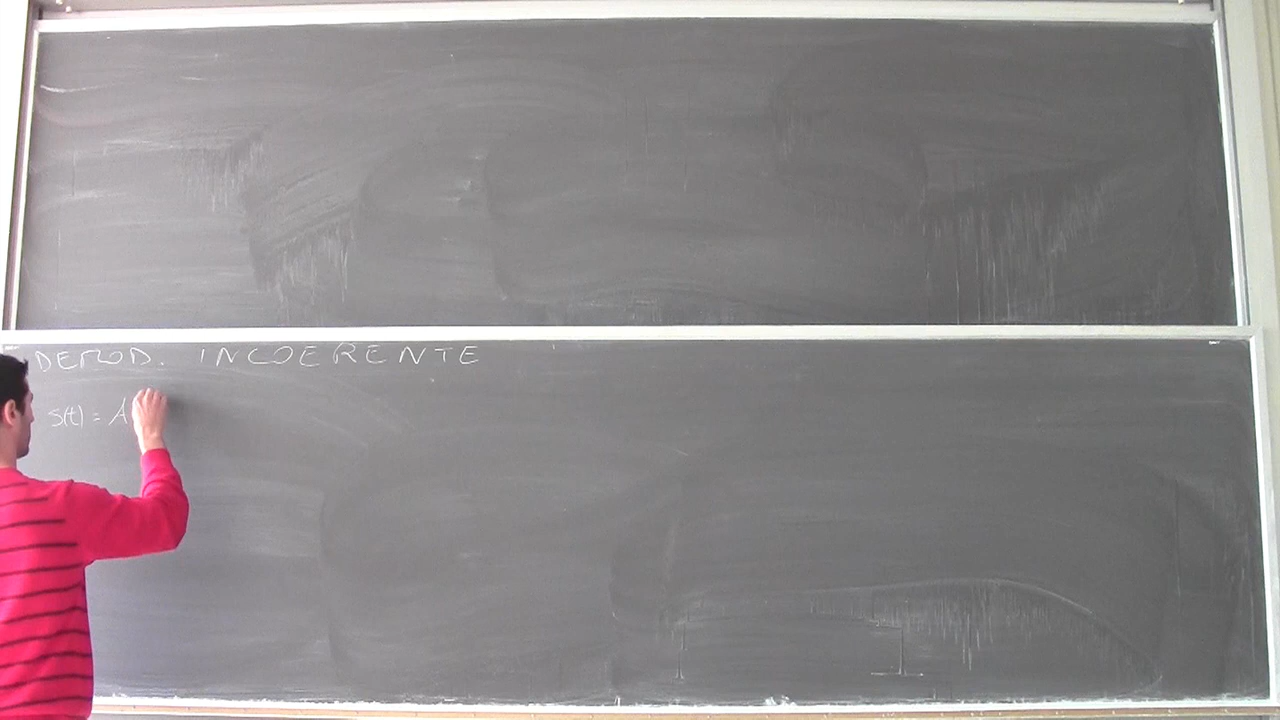 DEMOD. INCOERENTE
s(t) = A